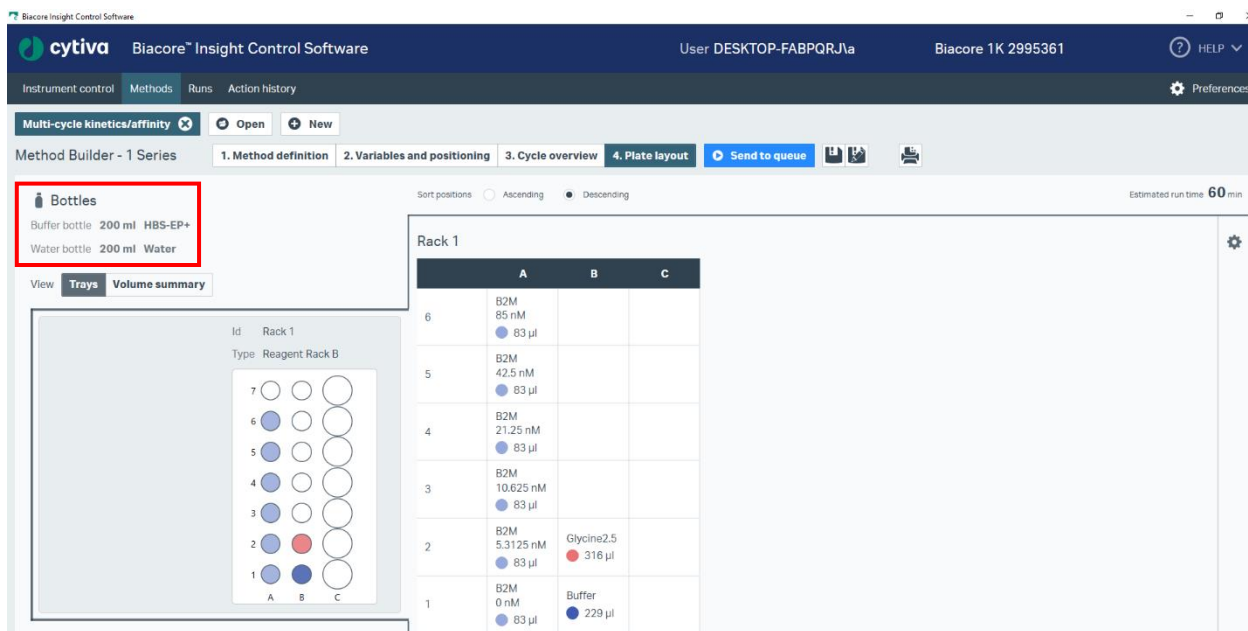 Biacore Insight Control Software
cytiva Biacore™ Insight Control Software User DESKTOP-FABPQRJ\a Biacore 1K 2995361 ? HELP
Instrument control Methods Runs Action history Preferences
Multi-cycle kinetics/affinity Open New
Method Builder - 1 Series 1. Method definition 2. Variables and positioning 3. Cycle overview 4. Plate layout Send to queue
Bottles
Buffer bottle 200 ml HBS-EP+
Water bottle 200 ml Water
View Trays Volume summary
Id Rack 1
Type Reagent Rack B
7
6
5
4
3
2
1
A B C
Sort positions Ascending Descending Estimated run time 60 min
Rack 1
A B C
6 B2M
85 nM
83 µl
5 B2M
42.5 nM
83 µl
4 B2M
21.25 nM
83 µl
3 B2M
10.625 nM
83 µl
2 B2M
5.3125 nM
83 µl
Glycine2.5
316 µl
1 B2M
0 nM
83 µl
Buffer
229 µl